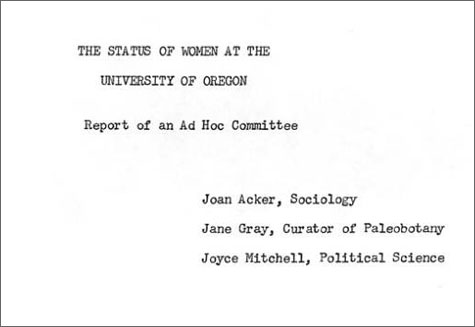 THE STATUS OF WOMEN AT THE
UNIVERSITY OF OREGON
Report of an Ad Hoc Committee
Joan Acker, Sociology
Jane Gray, Curator of Paleobotany
Joyce Mitchell, Political Science